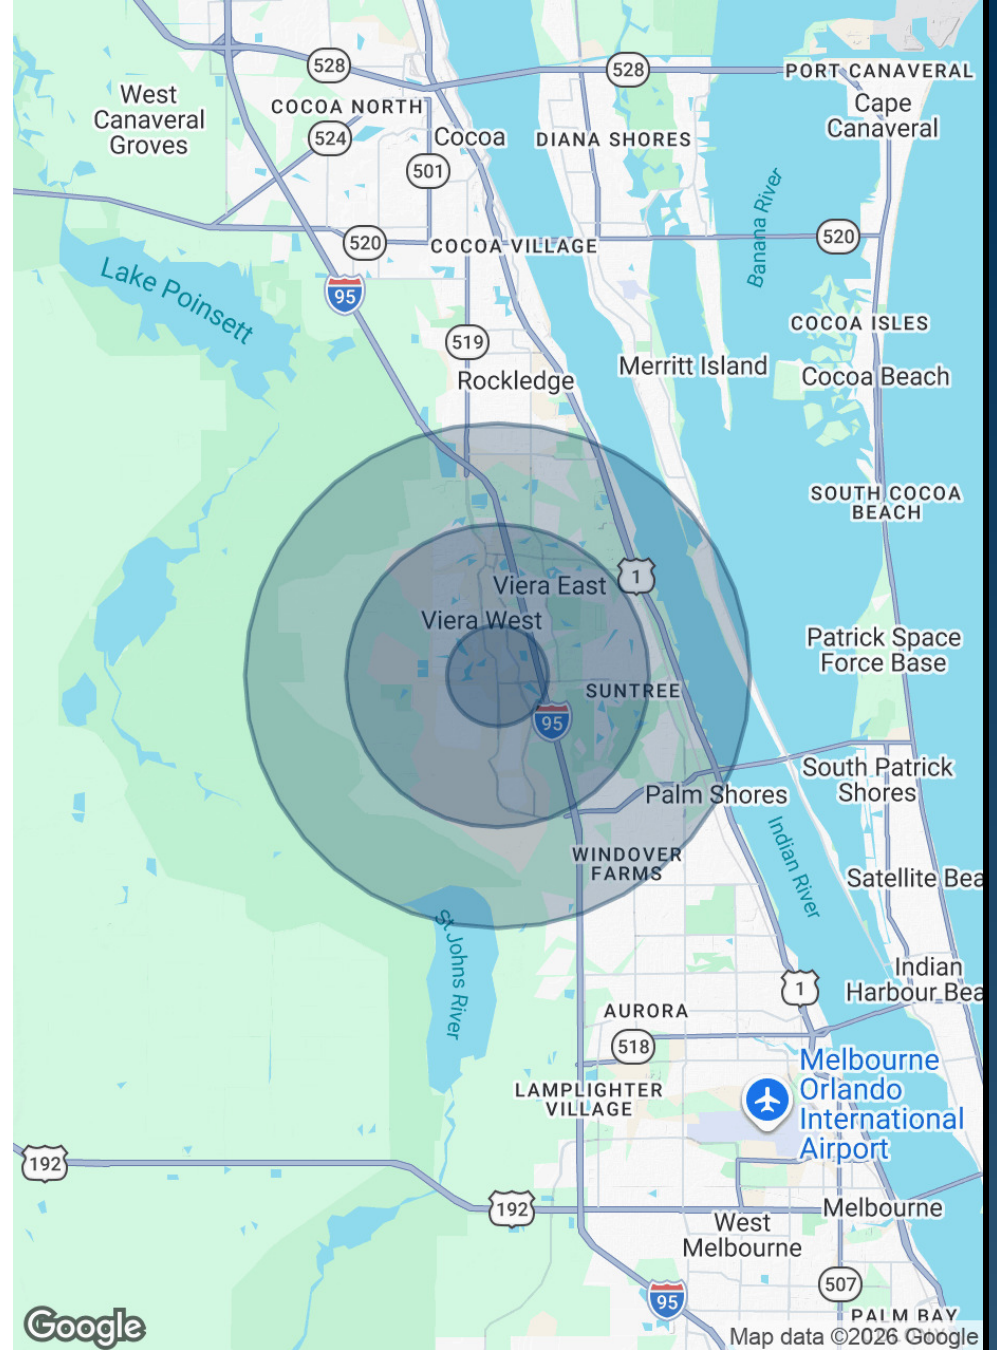 528
528
PORT CANAVERAL
West
Canaveral
Groves
COCOA NORTH
Cape
Canaveral
524
Cocoa
DIANA SHORES
501
Banana River
520
COCOA VILLAGE
520
Lake Poinsett
95
COCOA ISLES
519
Rockledge
Merritt Island
Cocoa Beach
SOUTH COCOA
BEACH
1
Viera East
Viera West
Patrick Space
Force Base
SUNTREE
95
South Patrick
Shores
Palm Shores
Indian River
WINDOVER
FARMS
Satellite Bea
St Johns River
Indian
Harbour Bea
1
AURORA
518
LAMPLIGHTER
VILLAGE
Melbourne
Orlando
International
Airport
192
192
Melbourne
West
Melbourne
507
95
PALM BAY
Google
Map data ©2026 Google